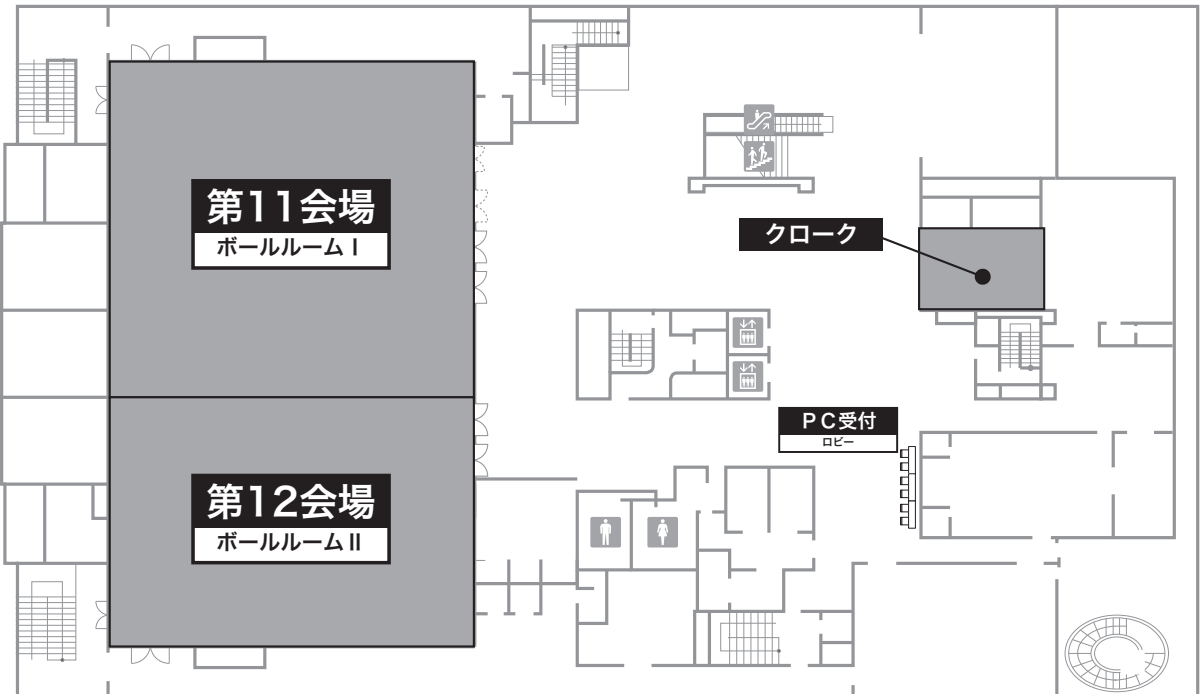 第11会場
ボールルームⅠ
クローク
PC受付
ロビー
第12会場
ボールルームⅡ